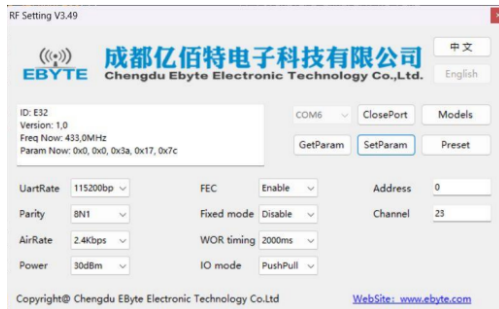 RF Setting V3.49
EBYTE
成都亿佰特电子科技有限公司
Chengdu Ebyte Electronic Technology Co.,Ltd.
中文
English
ID: E32
Version: 1,0
Freq Now: 433,0MHz
Param Now: 0x0, 0x0, 0x3a, 0x17, 0x7c
COM6 ClosePort Models
GetParam SetParam Preset
UartRate 115200bp FEC Enable Address 0
Parity 8N1 Fixed mode Disable Channel 23
AirRate 2.4Kbps WOR timing 2000ms
Power 30dBm IO mode PushPull
Copyright@ Chengdu EByte Electronic Technology Co.Ltd WebSite: www.ebyte.com